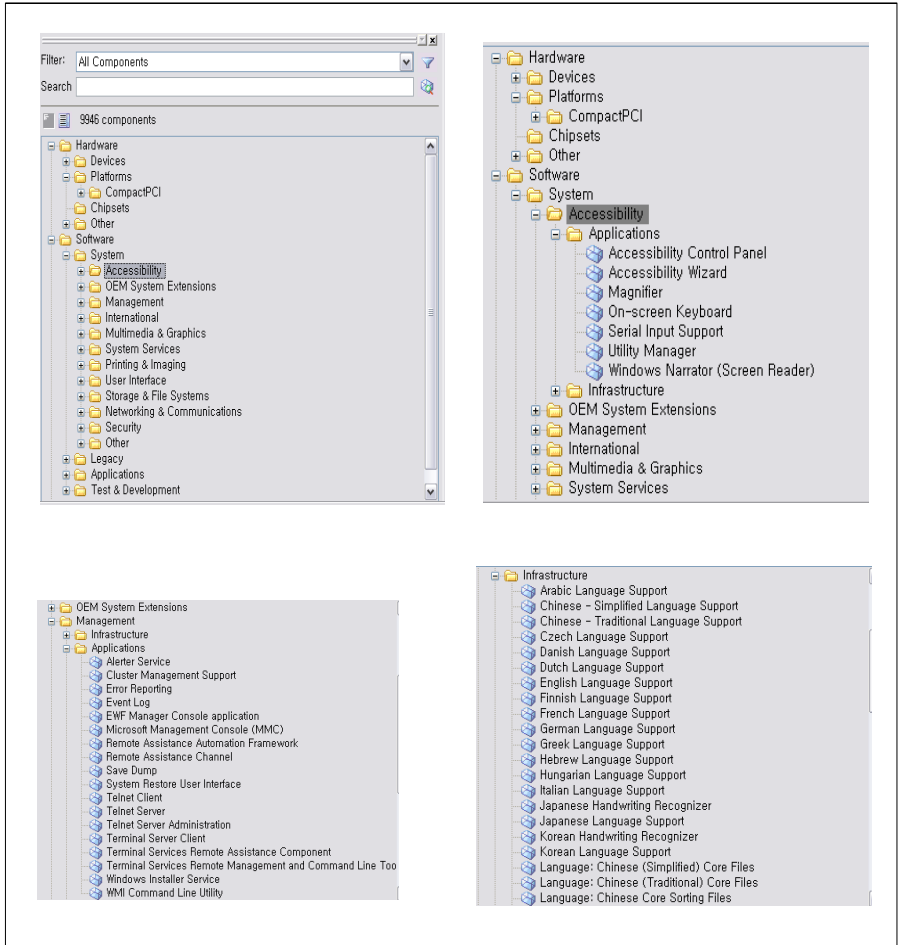 Filter: All Components
Search
9946 components
Hardware
Devices
Platforms
CompactPCI
Chipsets
Other
Software
System
Accessibility
OEM System Extensions
Management
International
Multimedia & Graphics
System Services
Printing & Imaging
User Interface
Storage & File Systems
Networking & Communications
Security
Other
Legacy
Applications
Test & Development
Hardware
Devices
Platforms
CompactPCI
Chipsets
Other
Software
System
Accessibility
Applications
Accessibility Control Panel
Accessibility Wizard
Magnifier
On-screen Keyboard
Serial Input Support
Utility Manager
Windows Narrator (Screen Reader)
Infrastructure
OEM System Extensions
Management
International
Multimedia & Graphics
System Services
OEM System Extensions
Management
Infrastructure
Applications
Alerter Service
Cluster Management Support
Error Reporting
Event Log
EWF Manager Console application
Microsoft Management Console (MMC)
Remote Assistance Automation Framework
Remote Assistance Channel
Save Dump
System Restore User Interface
Telnet Client
Telnet Server
Telnet Server Administration
Terminal Server Client
Terminal Services Remote Assistance Component
Terminal Services Remote Management and Command Line Too
Windows Installer Service
WMI Command Line Utility
Infrastructure
Arabic Language Support
Chinese - Simplified Language Support
Chinese - Traditional Language Support
Czech Language Support
Danish Language Support
Dutch Language Support
English Language Support
Finnish Language Support
French Language Support
German Language Support
Greek Language Support
Hebrew Language Support
Hungarian Language Support
Italian Language Support
Japanese Handwriting Recognizer
Japanese Language Support
Korean Handwriting Recognizer
Korean Language Support
Language: Chinese (Simplified) Core Files
Language: Chinese (Traditional) Core Files
Language: Chinese Core Sorting Files